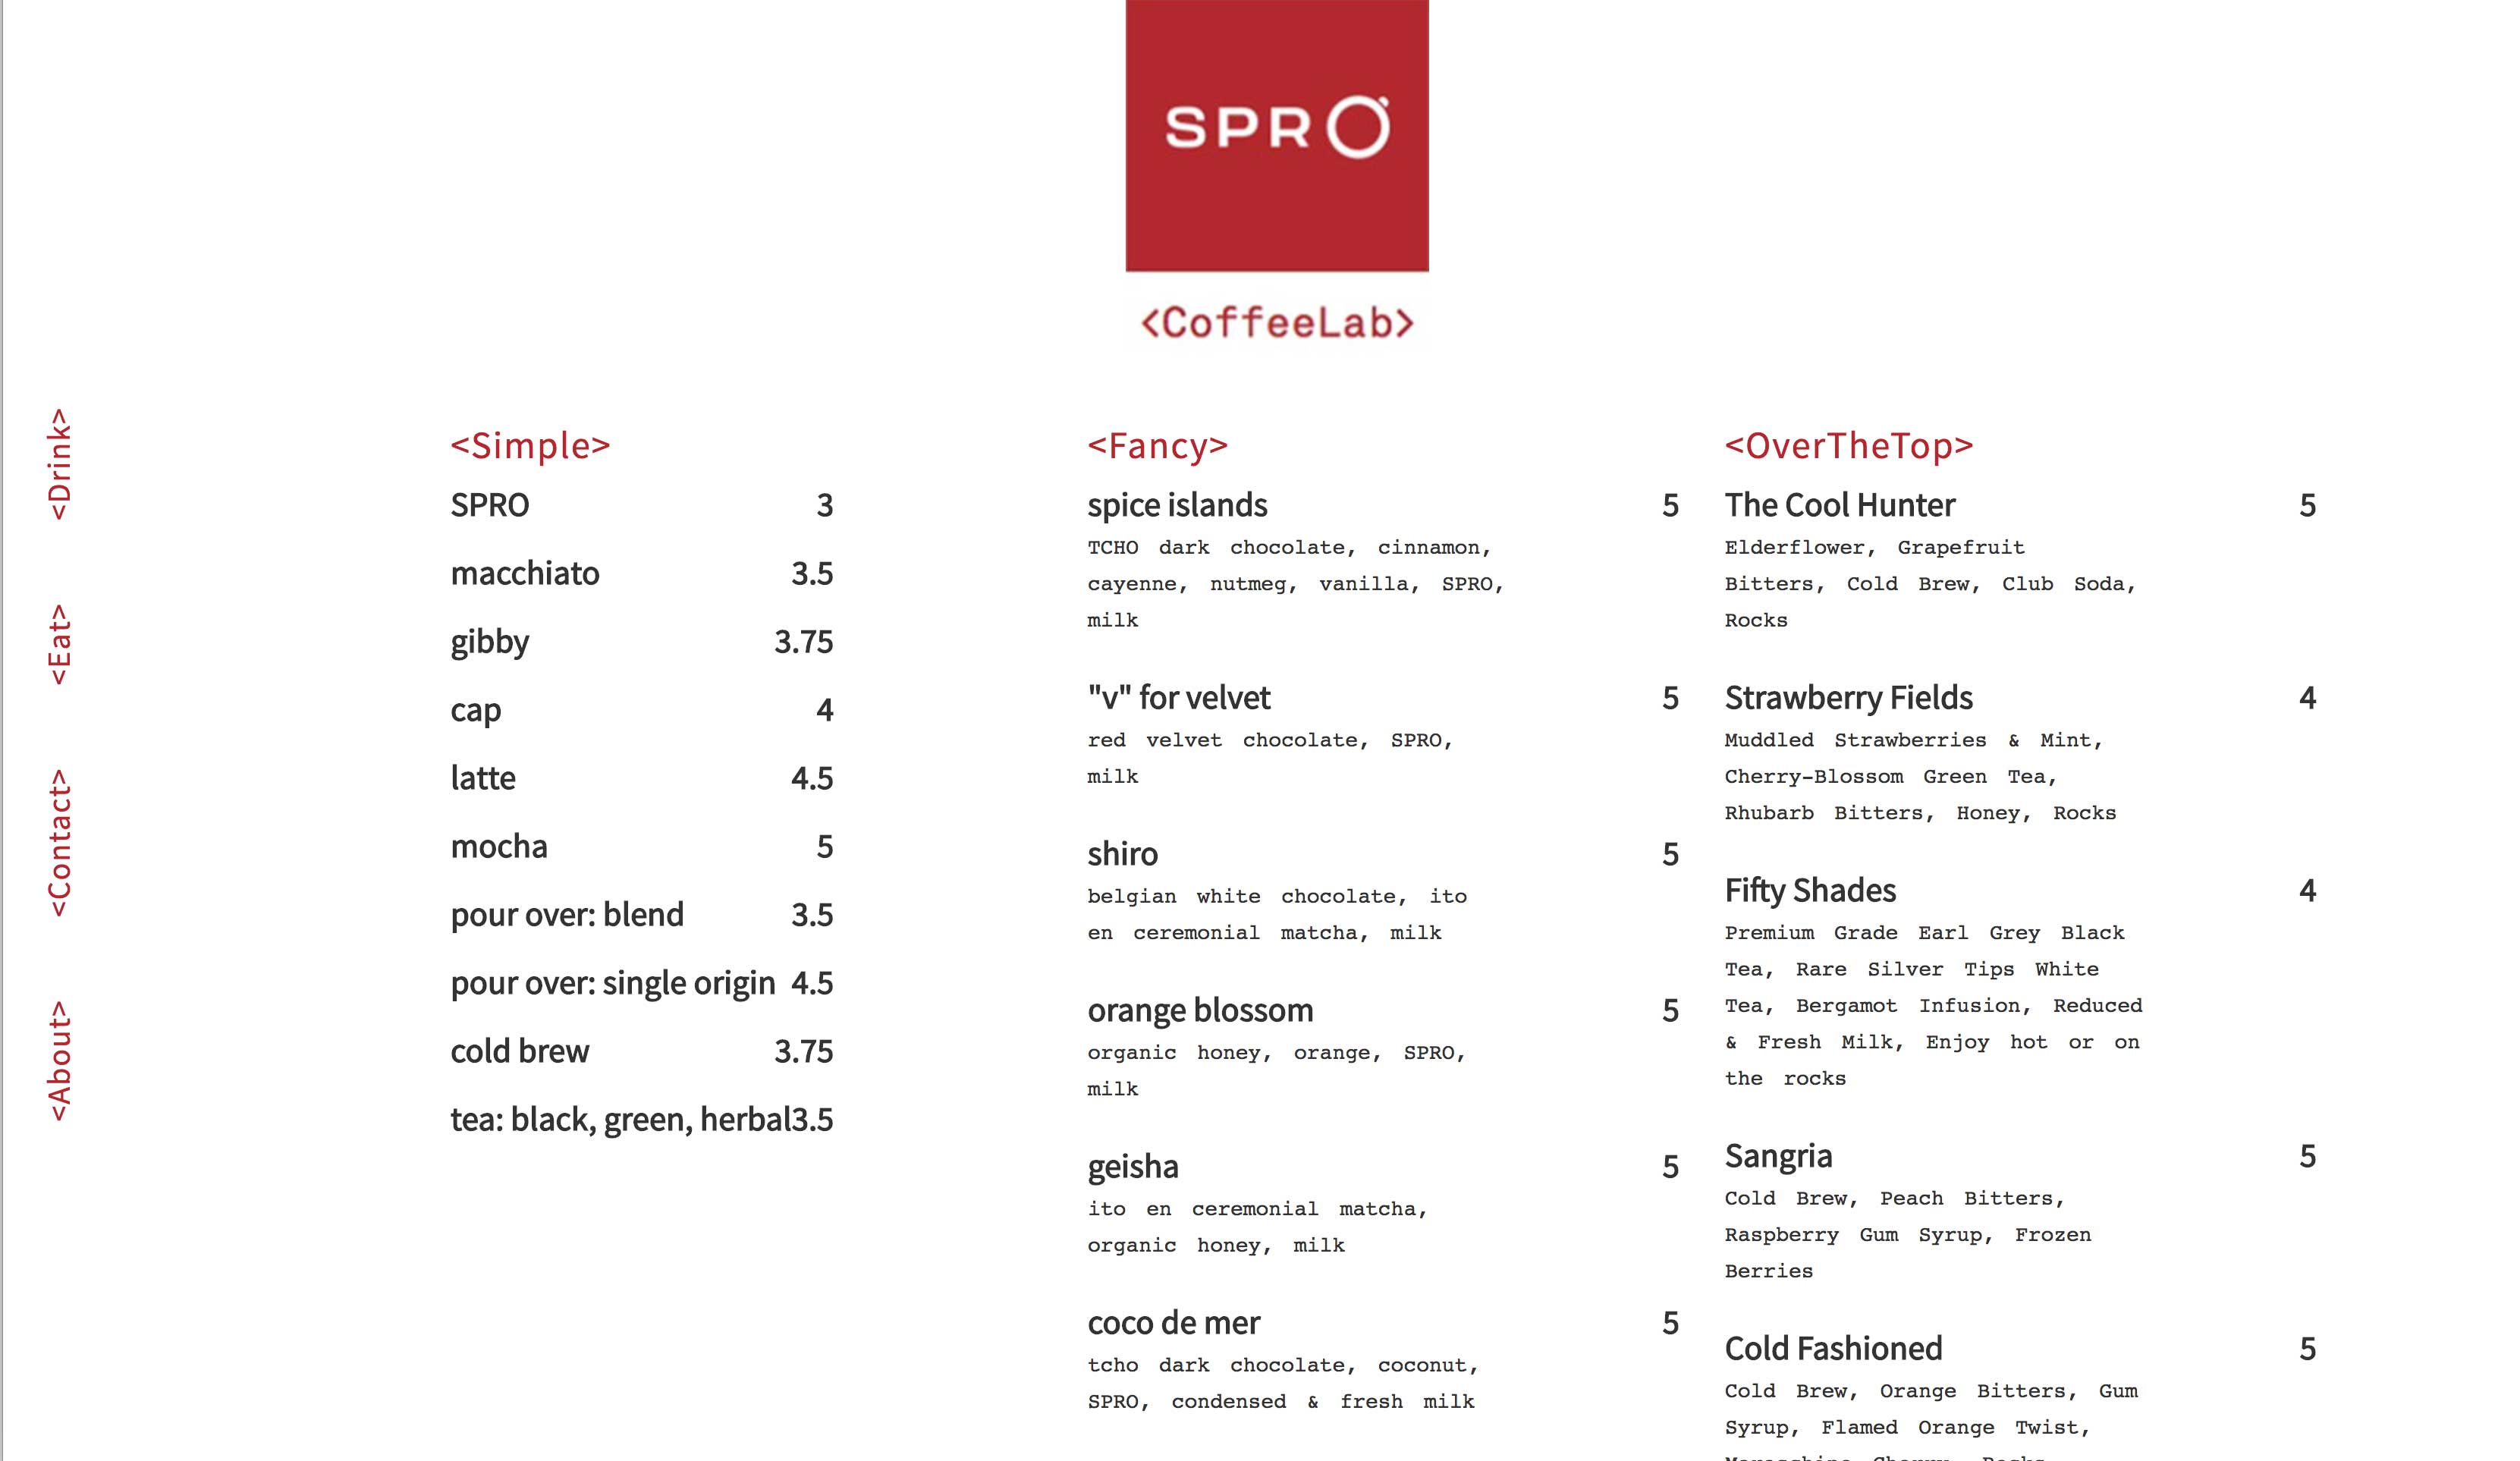 SPRO
<CoffeeLab>
<Drink>
<Eat>
<Contact>
<About>
<Simple>
SPRO 3
macchiato 3.5
gibby 3.75
cap 4
latte 4.5
mocha 5
pour over: blend 3.5
pour over: single origin 4.5
cold brew 3.75
tea: black, green, herbal3.5
<Fancy>
spice islands 5
TCHO dark chocolate, cinnamon,
cayenne, nutmeg, vanilla, SPRO,
milk
"v" for velvet 5
red velvet chocolate, SPRO,
milk
shiro 5
belgian white chocolate, ito
en ceremonial matcha, milk
orange blossom 5
organic honey, orange, SPRO,
milk
geisha 5
ito en ceremonial matcha,
organic honey, milk
coco de mer 5
tcho dark chocolate, coconut,
SPRO, condensed & fresh milk
<OverTheTop>
The Cool Hunter 5
Elderflower, Grapefruit
Bitters, Cold Brew, Club Soda,
Rocks
Strawberry Fields 4
Muddled Strawberries & Mint,
Cherry-Blossom Green Tea,
Rhubarb Bitters, Honey, Rocks
Fifty Shades 4
Premium Grade Earl Grey Black
Tea, Rare Silver Tips White
Tea, Bergamot Infusion, Reduced
& Fresh Milk, Enjoy hot or on
the rocks
Sangria 5
Cold Brew, Peach Bitters,
Raspberry Gum Syrup, Frozen
Berries
Cold Fashioned 5
Cold Brew, Orange Bitters, Gum
Syrup, Flamed Orange Twist,